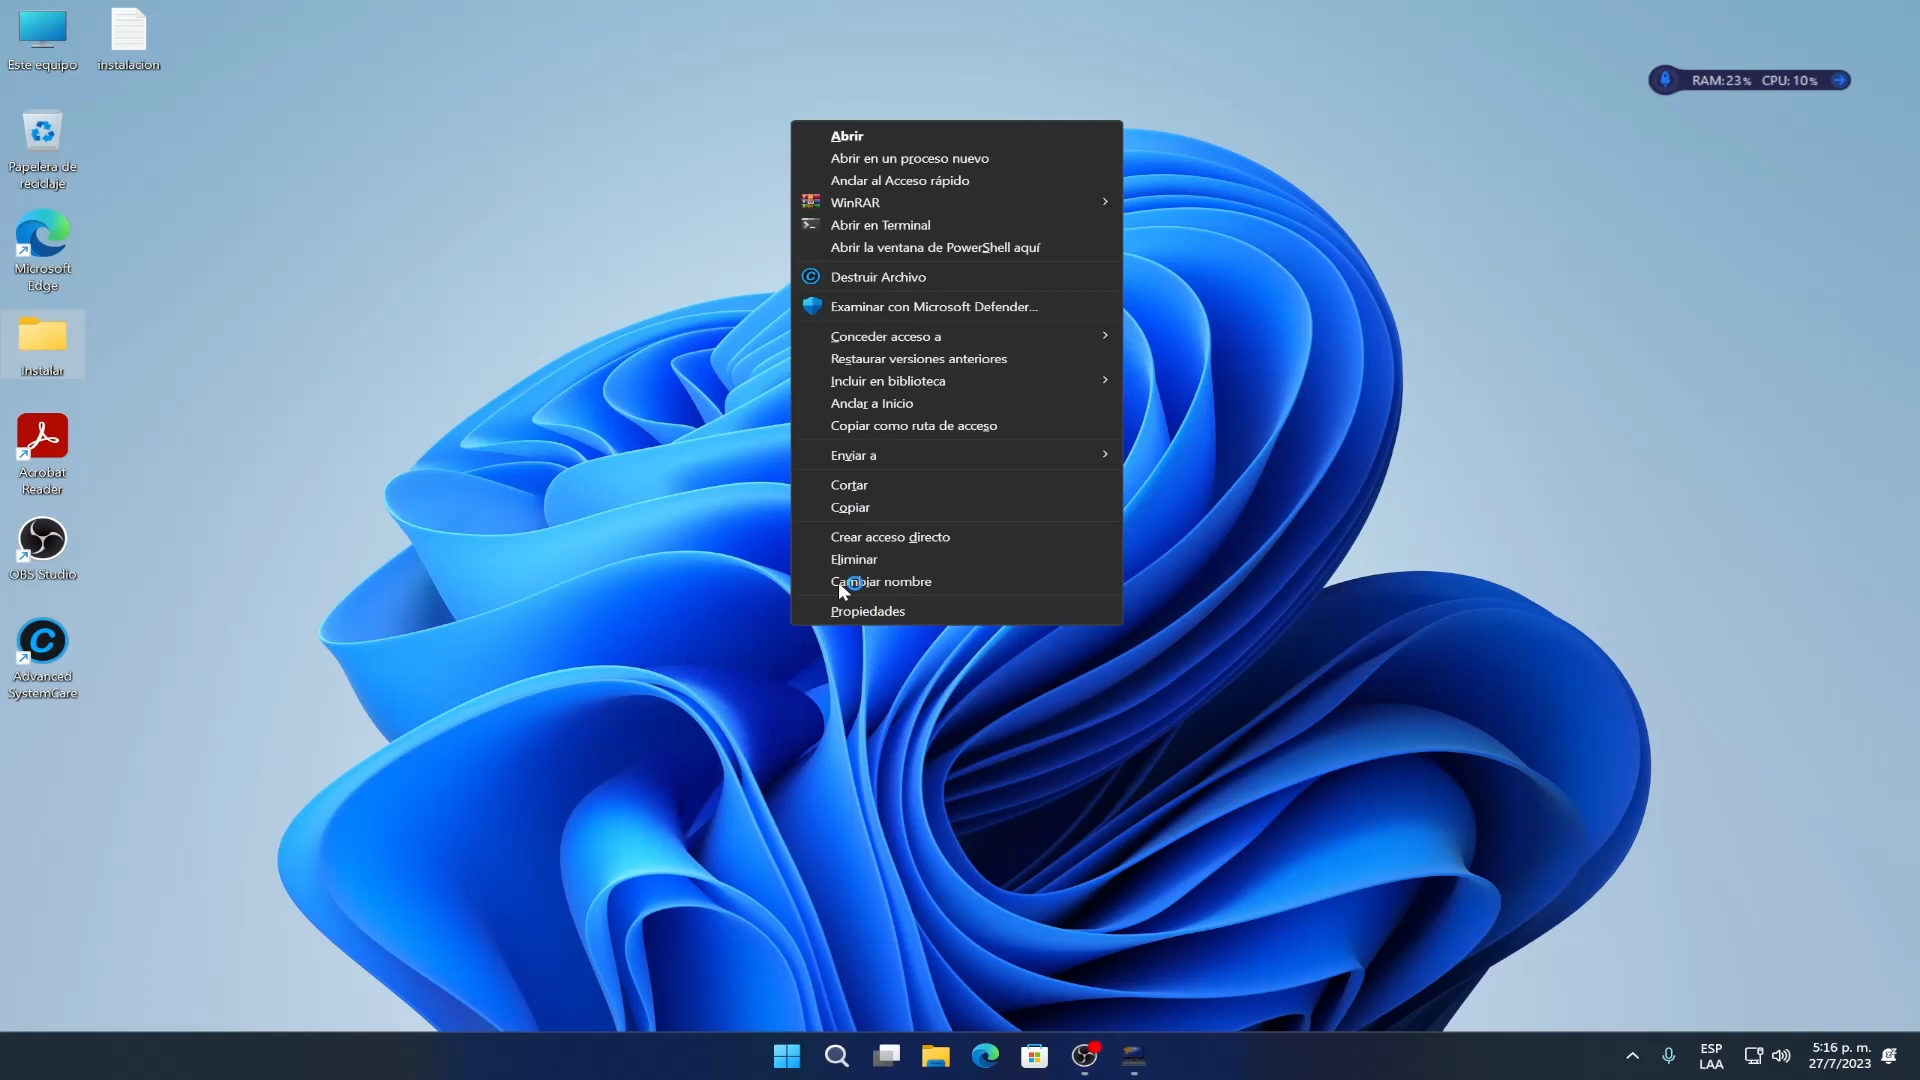 Este equipo
instalacion
Papelera de
reciclaje
Microsoft
Edge
Instalar
Acrobat
Reader
OBS Studio
Advanced
SystemCare
RAM:23% CPU:10%
Abrir
Abrir en un proceso nuevo
Anclar al Acceso rápido
WinRAR
Abrir en Terminal
Abrir la ventana de PowerShell aquí
Destruir Archivo
Examinar con Microsoft Defender...
Conceder acceso a
Restaurar versiones anteriores
Incluir en biblioteca
Anclar a Inicio
Copiar como ruta de acceso
Enviar a
Cortar
Copiar
Crear acceso directo
Eliminar
Cambiar nombre
Propiedades
ESP
LAA
5:16 p. m.
27/7/2023